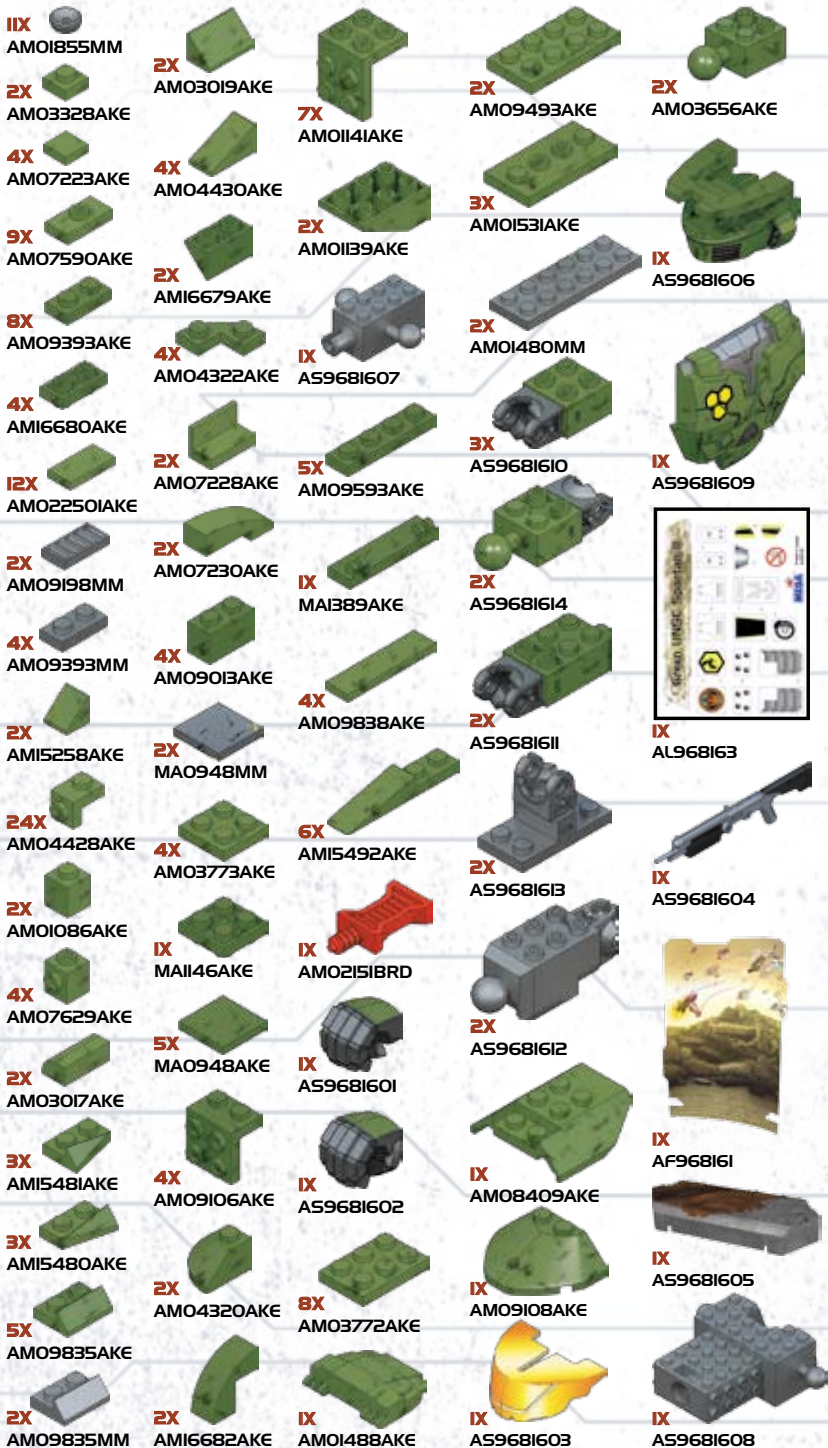 11X
AM01855MM
2X
AM03328AKE
4X
AM07223AKE
9X
AM07590AKE
8X
AM09393AKE
4X
AM16680AKE
12X
AM022501AKE
2X
AM09198MM
4X
AM09393MM
2X
AM15258AKE
24X
AM04428AKE
2X
AM01086AKE
4X
AM07629AKE
2X
AM03017AKE
3X
AM15481AKE
3X
AM15480AKE
5X
AM09835AKE
2X
AM09835MM
2X
AM03019AKE
4X
AM04430AKE
2X
AM16679AKE
4X
AM04322AKE
2X
AM07228AKE
2X
AM07230AKE
4X
AM09013AKE
2X
MA0948MM
4X
AM03773AKE
1X
MA1146AKE
5X
MA0948AKE
4X
AM09106AKE
2X
AM04320AKE
2X
AM16682AKE
7X
AM01141AKE
2X
AM01139AKE
1X
AS9681607
5X
AM09593AKE
1X
MA1389AKE
4X
AM09838AKE
6X
AM15492AKE
1X
AM02151BRD
1X
AS9681601
1X
AS9681602
8X
AM03772AKE
1X
AM01488AKE
2X
AM09493AKE
3X
AM01531AKE
2X
AM01480MM
3X
AS9681610
2X
AS9681614
2X
AS9681611
2X
AS9681613
2X
AS9681612
1X
AM08409AKE
1X
AM09108AKE
1X
AS9681603
2X
AM03656AKE
1X
AS9681606
1X
AS9681609
Green UNSC Spartan II
MEGA
1X
AL968163
1X
AS9681604
1X
AF968161
1X
AS9681605
1X
AS9681608